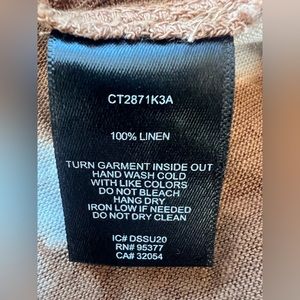 CT2871K3A
100% LINEN
TURN GARMENT INSIDE OUT
HAND WASH COLD
WITH LIKE COLORS
DO NOT BLEACH
HANG DRY
IRON LOW IF NEEDED
DO NOT DRY CLEAN
IC# DSSU20
RN# 95377
CA# 32054